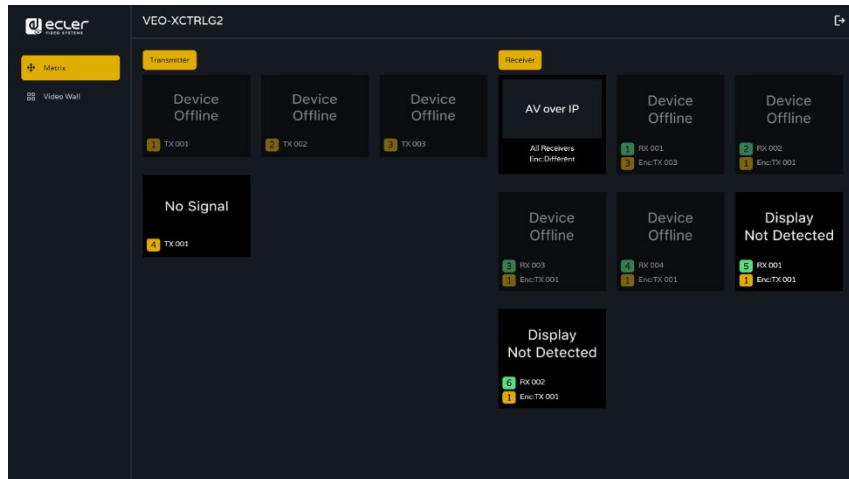 ecler
VIDEO SYSTEMS
VEO-XCTRLG2
Matrix
Video Wall
Transmitter
Device
Offline
1 TX 001
Device
Offline
2 TX 002
Device
Offline
3 TX 003
No Signal
4 TX 001
Receiver
AV over IP
All Receivers
Enc:Different
Device
Offline
1 RX 001
3 Enc:TX 003
Device
Offline
2 RX 002
1 Enc:TX 001
Device
Offline
3 RX 003
1 Enc:TX 001
Device
Offline
4 RX 004
1 Enc:TX 001
Display
Not Detected
5 RX 001
1 Enc:TX 001
Display
Not Detected
6 RX 002
1 Enc:TX 001